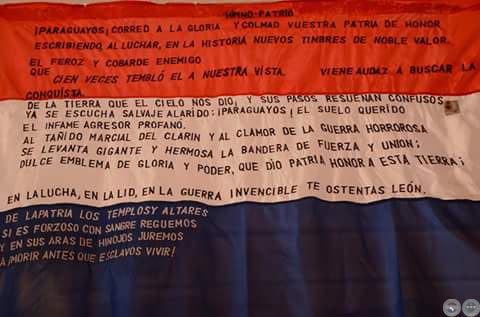 HIMNO-PATRIO
¡PARAGUAYOS¡ CORRED A LA GLORIA Y COLMAD VUESTRA PATRIA DE HONOR
ESCRIBIENDO, AL LUCHAR, EN LA HISTORIA NUEVOS TIMBRES DE NOBLE VALOR.
EL FEROZ Y COBARDE ENEMIGO
QUE CIEN VECES TEMBLÓ EL A NUESTRA VISTA. VIENE AUDAZ A BUSCAR LA
CONQUISTA.
DE LA TIERRA QUE EL CIELO NOS DIO, Y SUS PASOS RESUENAN CONFUSOS
YA SE ESCUCHA SALVAJE ALARIDO: ¡PARAGUAYOS¡ EL SUELO QUERIDO
EL INFAME AGRESOR PROFANÓ.
AL TAÑIDO MARCIAL DEL CLARIN Y AL CLAMOR DE LA GUERRA HORROROSA
SE LEVANTA GIGANTE Y HERMOSA LA BANDERA DE FUERZA Y UNION;
DULCE EMBLEMA DE GLORIA Y PODER, QUE DIO PATRIA HONOR A ESTA TIERRA;
EN LA LUCHA, EN LA LID, EN LA GUERRA INVENCIBLE TE OSTENTAS LEÓN.
DE LA PATRIA LOS TEMPLOS Y ALTARES
SI ES FORZOSO CON SANGRE REGUEMOS
Y EN SUS ARAS DE HINOJOS JUREMOS
¡A MORIR ANTES QUE ESCLAVOS VIVIR!